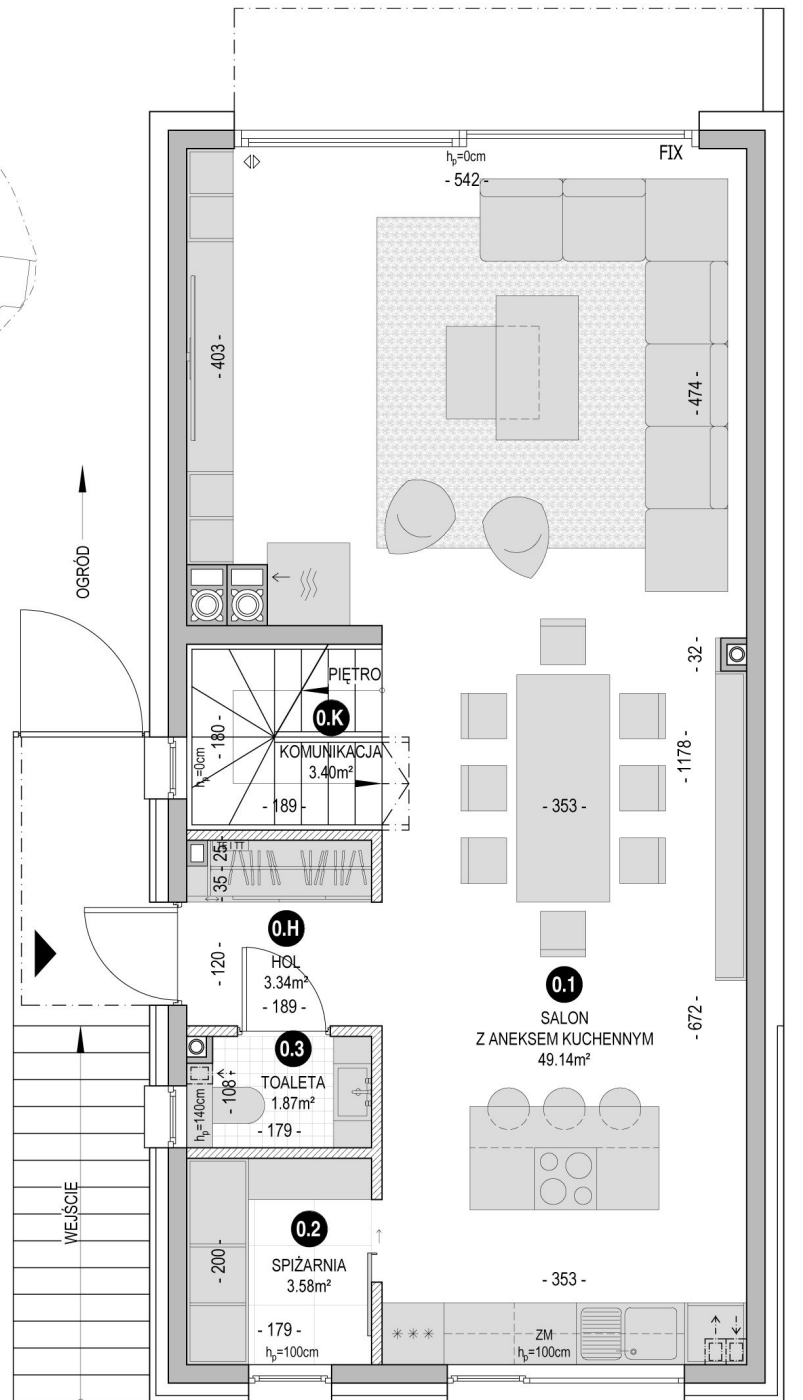 h_p=0cm
FIX
- 542 -
- 403 -
- 474 -
OGRÓD
PIĘTRO
- 32 -
0.K
- 180 -
h_p=0cm
KOMUNIKACJA
3.40m²
- 1178 -
- 189 -
- 353 -
- 35 - 25 -
0.H
- 120 -
HOL
3.34m²
- 189 -
0.1
SALON
Z ANEKSEM KUCHENNYM
49.14m²
- 672 -
0.3
TOALETA
1.87m²
- 108 -
h_p=140cm
- 179 -
WEJŚCIE
0.2
SPIŻARNIA
3.58m²
- 200 -
- 179 -
h_p=100cm
- 353 -
* * *
ZM
h_p=100cm